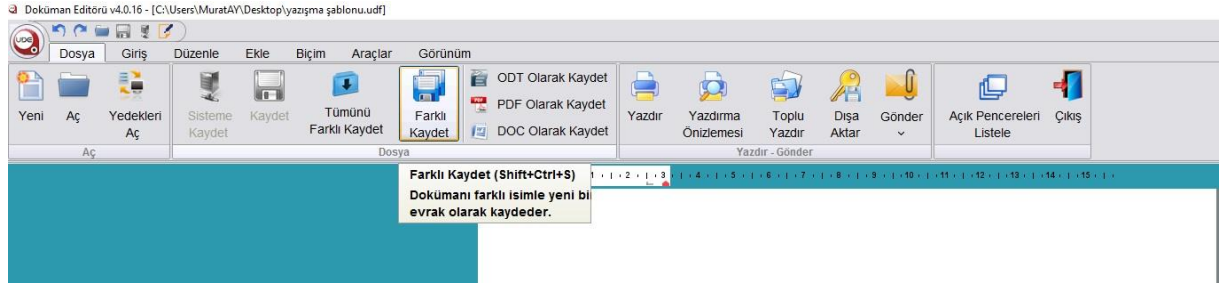 Doküman Editörü v4.0.16 - [C:\Users\MuratAY\Desktop\yazışma şablonu.udf]
UDE
Dosya Giriş Düzenle Ekle Biçim Araçlar Görünüm
Yeni Aç Yedekleri Aç Sisteme Kaydet Kaydet Tümünü Farklı Kaydet Farklı Kaydet
ODT Olarak Kaydet
PDF Olarak Kaydet
DOC Olarak Kaydet
Yazdır Yazdırma Önizlemesi Toplu Yazdır Dışa Aktar Gönder Açık Pencereleri Listele Çıkış
Aç Dosya Yazdır - Gönder
Farklı Kaydet (Shift+Ctrl+S)
Dokümanı farklı isimle yeni bi
evrak olarak kaydeder.
1 2 3 4 5 6 7 8 9 10 11 12 13 14 15